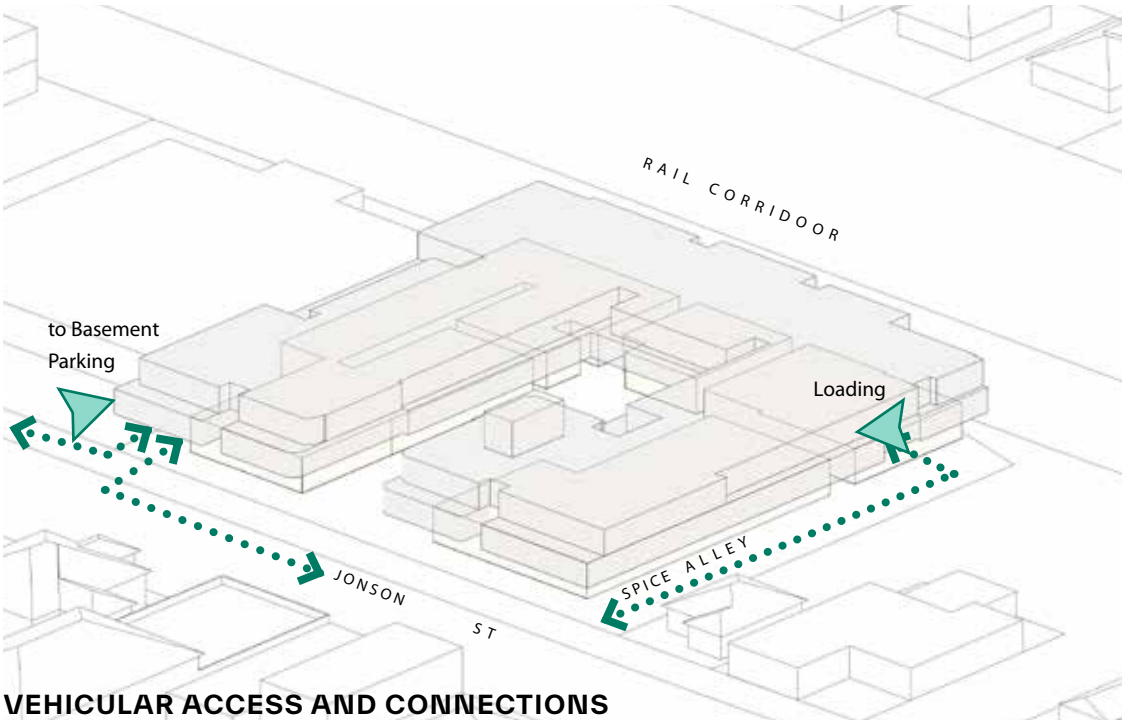 RAIL CORRIDOOR
to Basement
Parking
Loading
SPICE ALLEY
JONSON
ST
VEHICULAR ACCESS AND CONNECTIONS